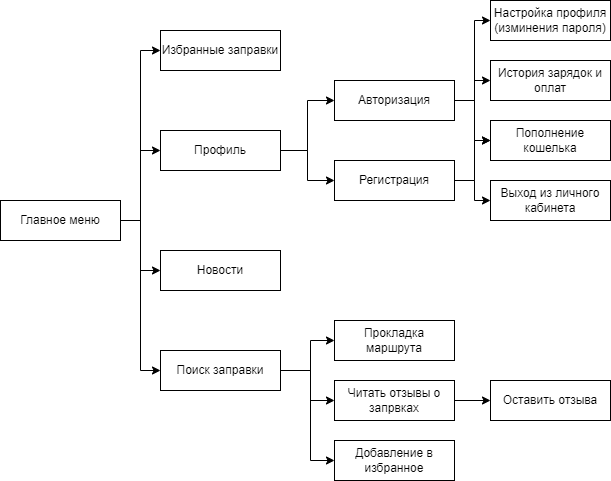 Настройка профиля
(изминения пароля)
Избранные заправки
История зарядок и
оплат
Авторизация
Пополнение
кошелька
Профиль
Регистрация
Выход из личного
кабинета
Главное меню
Новости
Прокладка
маршрута
Поиск заправки
Читать отзывы о
запрвках
Оставить отзыва
Добавление в
избранное